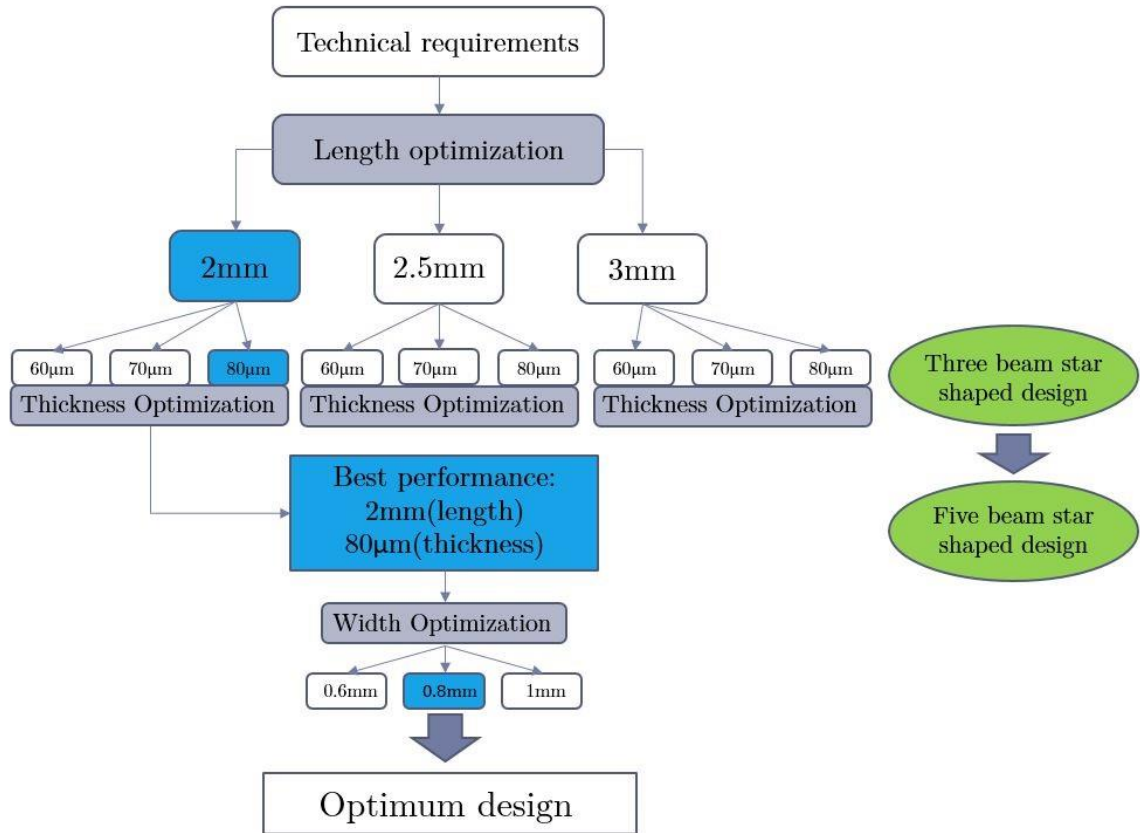 Technical requirements
Length optimization
2mm
2.5mm
3mm
60μm
70μm
80μm
Thickness Optimization
60μm
70μm
80μm
Thickness Optimization
60μm
70μm
80μm
Thickness Optimization
Best performance:
2mm(length)
80μm(thickness)
Width Optimization
0.6mm
0.8mm
1mm
Optimum design
Three beam star
shaped design
Five beam star
shaped design